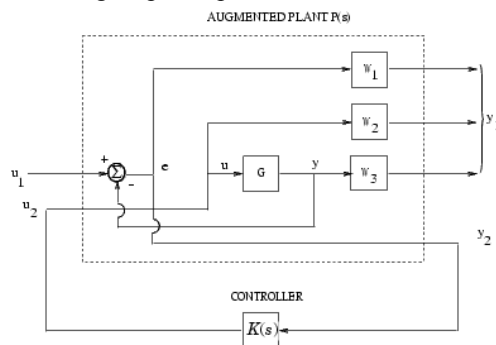 AUGMENTED PLANT P(s)
W1
W2
y
+
Σ
-
e
u
G
y
W3
u1
u2
y2
CONTROLLER
K(s)